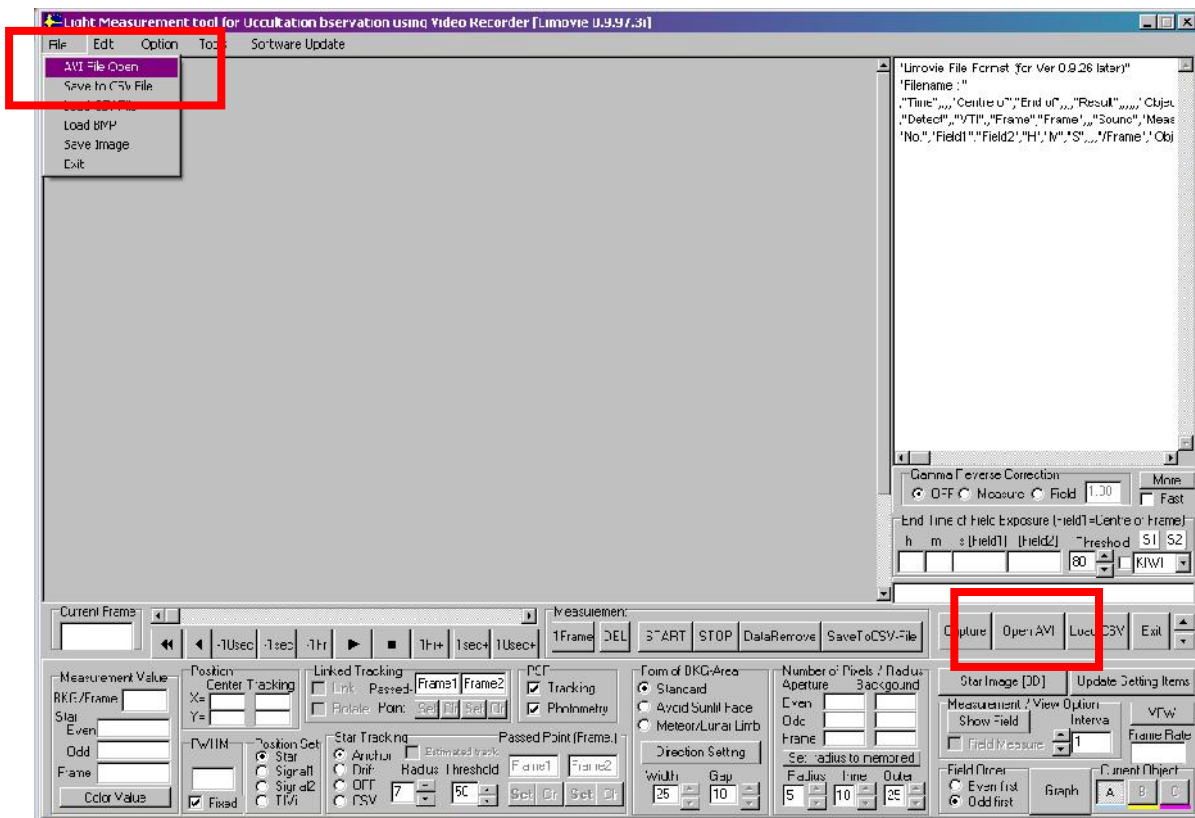 Light Measurement tool for Occultation bservation using Video Recorder [Limovie 0.9.97.3i]
File Edit Option Tools Software Update
AVI File Open
Save to CSV File
Load CSV File
Load BMP
Save Image
Exit
"Limovie File Format (for Ver 0.9.26 later)"
"Filename : "
,"Time",,,,"Centre of","End of",,,,"Result",,,,,,"Objec
,"Detect",,"VTI",,"Frame","Frame",,,"Sound","Meas
"No.","Field1","Field2","H","M","S",,,,"/Frame","Obj
Gamma Reverse Correction
OFF Measure Field 1.00
More
Fast
End Time of Field Exposure (Field1=Centre of Frame)
h m s [Field1] [Field2] Threshold S1 S2
80 KIWI
Current Frame
-10sec -1sec -1Fr 1Fr+ 1sec+ 10sec+
Measurement
1Frame DEL START STOP DataRemove SaveToCSV-File
Capture Open AVI Load CSV Exit
Measurement Value
BKG/Frame
Star
Even
Odd
Frame
Color Value
Position
Center Tracking
X=
Y=
FWHM
Fixed
Position Set
Star
Signal1
Signal2
TIVi
Linked Tracking
Link Passed- Frame1 Frame2
Rotate Point Set Clr Set Clr
PSF
Tracking
Photometry
Star Tracking Passed Point (Frame.)
Anchor Estimated track
Drift Radius Threshold Frame1 Frame2
OFF 7 50 Set Clr Set Clr
CSV
Form of BKG-Area
Standard
Avoid Sunlit Face
Meteor/Lunar Limb
Direction Setting
Width Gap
25 10
Number of Pixels / Radius
Aperture Background
Even
Odd
Frame
Set radius to memored
Radius Inne Outer
5 10 25
Star Image [3D] Update Setting Items
Measurement / View Option
Show Field Interval
Field Measure 1
VFW
Frame Rate
Field Order
Even first
Odd first
Graph
Current Object
A B C